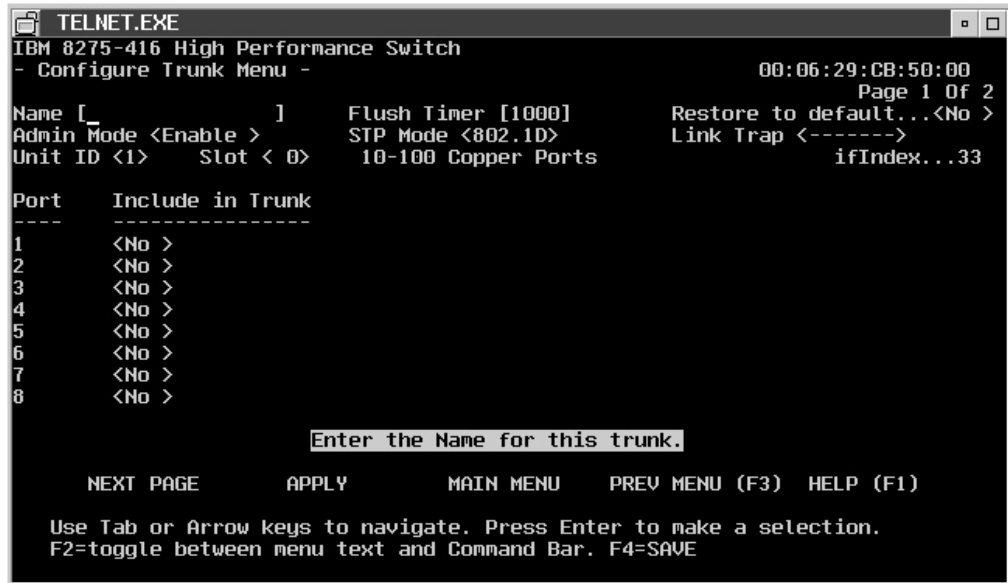 TELNET.EXE
IBM 8275-416 High Performance Switch
- Configure Trunk Menu - 00:06:29:CB:50:00
Page 1 Of 2
Name [_ ] Flush Timer [1000] Restore to default...<No >
Admin Mode <Enable > STP Mode <802.1D> Link Trap <------->
Unit ID <1> Slot < 0> 10-100 Copper Ports ifIndex...33
Port Include in Trunk
---- ----------------
1 <No >
2 <No >
3 <No >
4 <No >
5 <No >
6 <No >
7 <No >
8 <No >
Enter the Name for this trunk.
NEXT PAGE APPLY MAIN MENU PREV MENU (F3) HELP (F1)
Use Tab or Arrow keys to navigate. Press Enter to make a selection.
F2=toggle between menu text and Command Bar. F4=SAVE